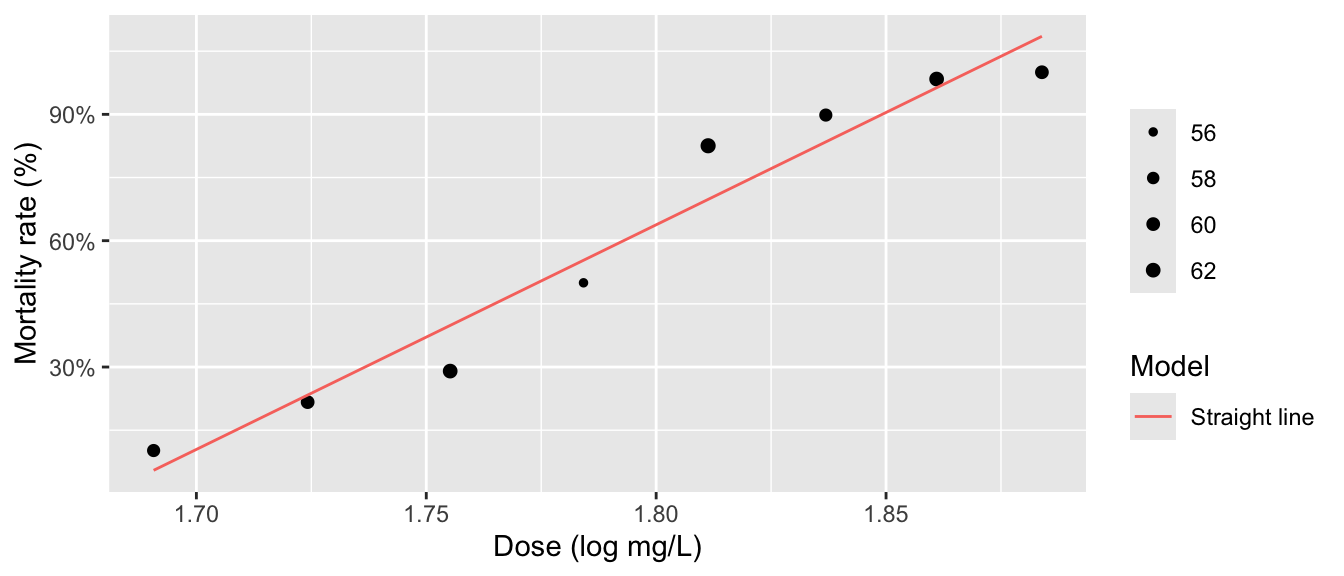 Mortality rate (%)
90%
60%
30%
1.70
1.75
1.80
1.85
Dose (log mg/L)
56
58
60
62
Model
Straight line